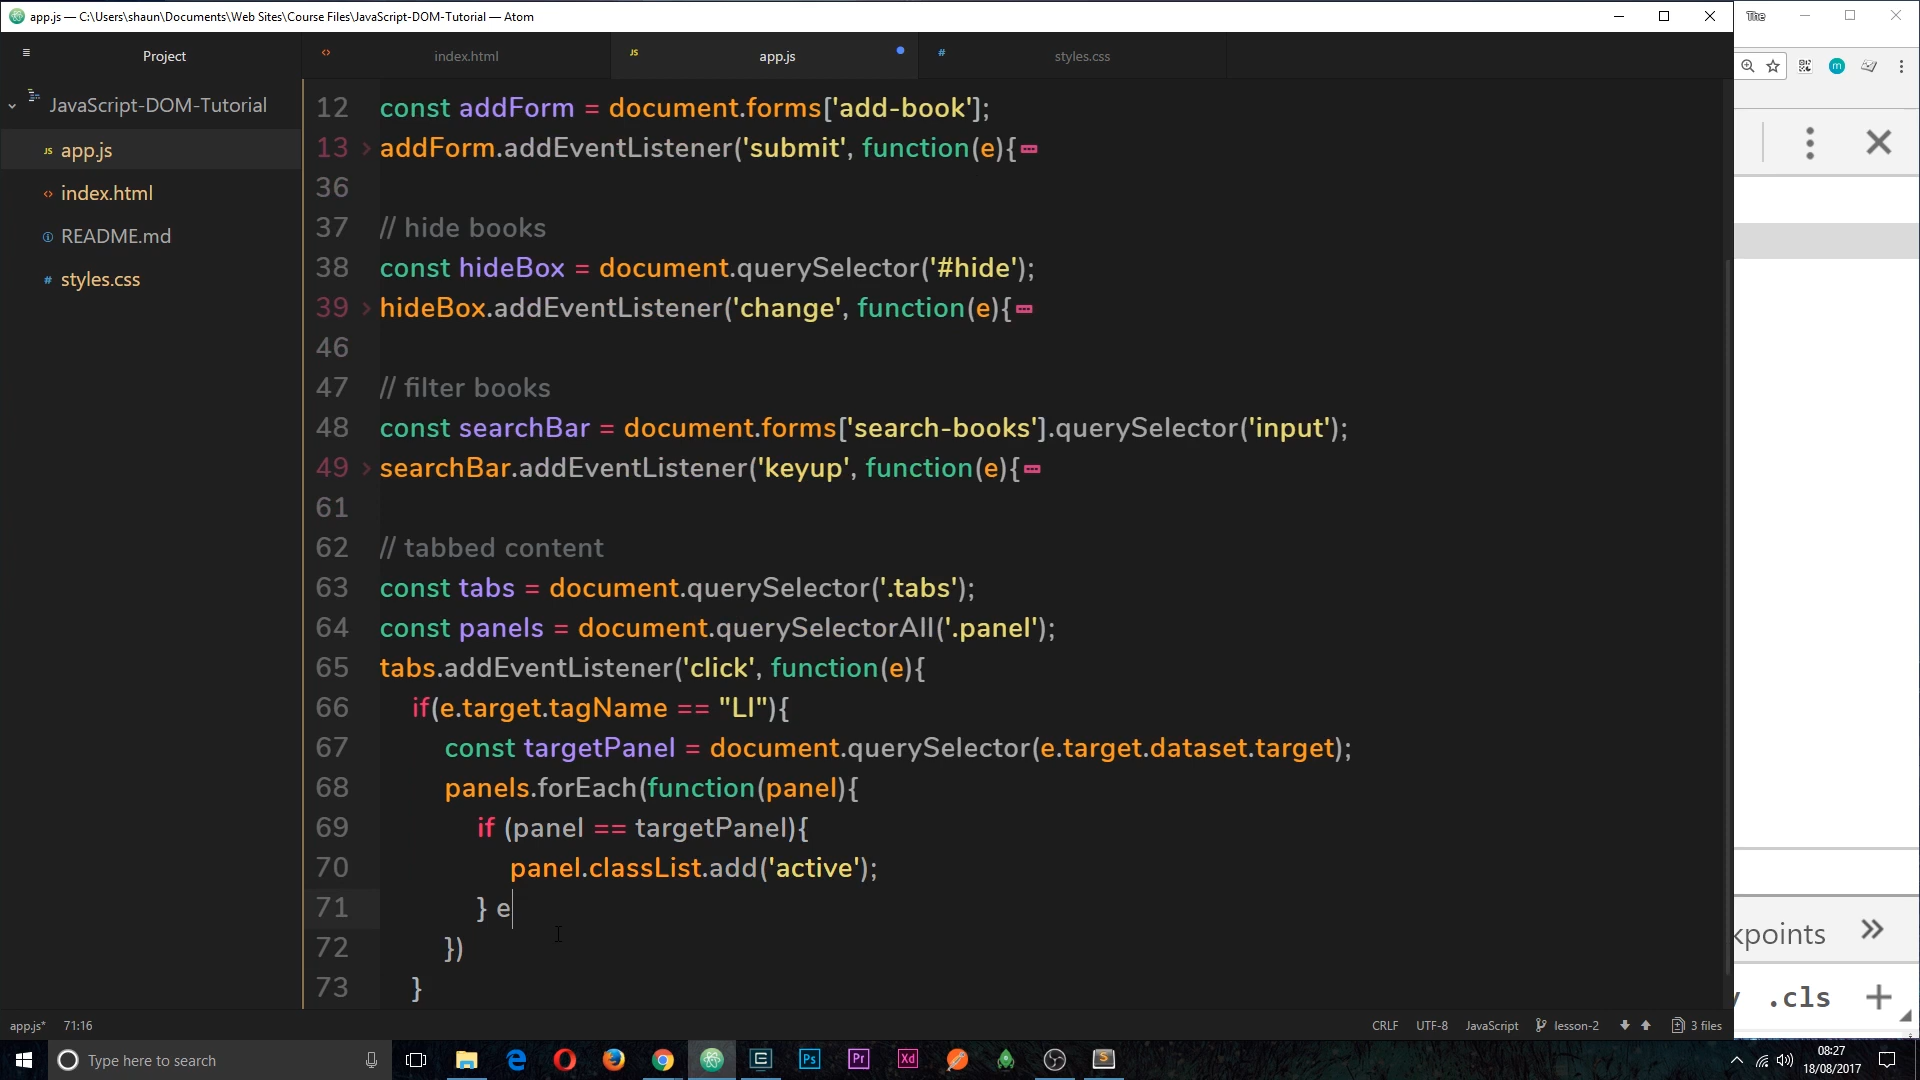 app.js — C:\Users\shaun\Documents\Web Sites\Course Files\JavaScript-DOM-Tutorial — Atom
The
Project
index.html
app.js
styles.css
JavaScript-DOM-Tutorial
app.js
index.html
README.md
styles.css
12 const addForm = document.forms['add-book'];
13 addForm.addEventListener('submit', function(e){
36
37 // hide books
38 const hideBox = document.querySelector('#hide');
39 hideBox.addEventListener('change', function(e){
46
47 // filter books
48 const searchBar = document.forms['search-books'].querySelector('input');
49 searchBar.addEventListener('keyup', function(e){
61
62 // tabbed content
63 const tabs = document.querySelector('.tabs');
64 const panels = document.querySelectorAll('.panel');
65 tabs.addEventListener('click', function(e){
66 if(e.target.tagName == "LI"){
67 const targetPanel = document.querySelector(e.target.dataset.target);
68 panels.forEach(function(panel){
69 if (panel == targetPanel){
70 panel.classList.add('active');
71 } e
72 })
73 }
kpoints
.cls
app.js* 71:16
CRLF UTF-8 JavaScript lesson-2 3 files
Type here to search
Ps Pr Xd S
08:27
18/08/2017